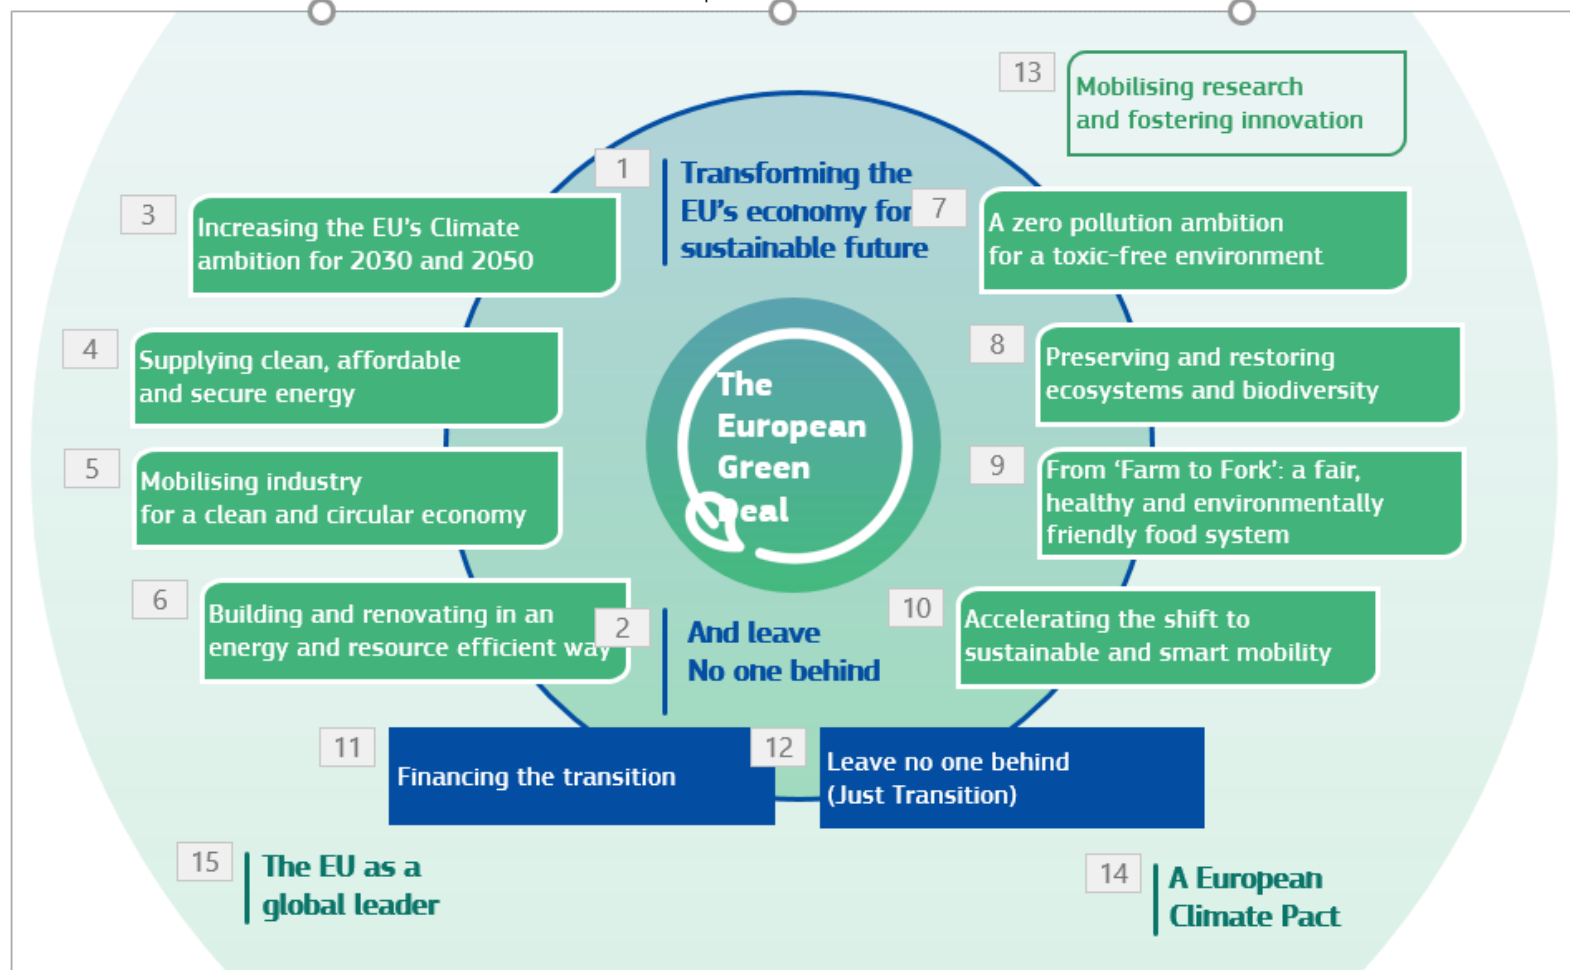 13
Mobilising research
and fostering innovation
1
Transforming the
EU's economy for
sustainable future
3
Increasing the EU's Climate
ambition for 2030 and 2050
7
A zero pollution ambition
for a toxic-free environment
4
Supplying clean, affordable
and secure energy
8
Preserving and restoring
ecosystems and biodiversity
The
European
Green
Deal
5
Mobilising industry
for a clean and circular economy
9
From ‘Farm to Fork’: a fair,
healthy and environmentally
friendly food system
6
Building and renovating in an
energy and resource efficient way
2
And leave
No one behind
10
Accelerating the shift to
sustainable and smart mobility
11
Financing the transition
12
Leave no one behind
(Just Transition)
15
The EU as a
global leader
14
A European
Climate Pact